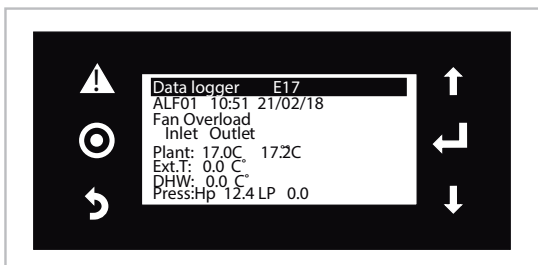 Data logger E17
ALF01 10:51 21/02/18
Fan Overload
Inlet Outlet
Plant: 17.0C 17.2C
Ext.T: 0.0 C°
DHW: 0.0 C°
Press:Hp 12.4 LP 0.0